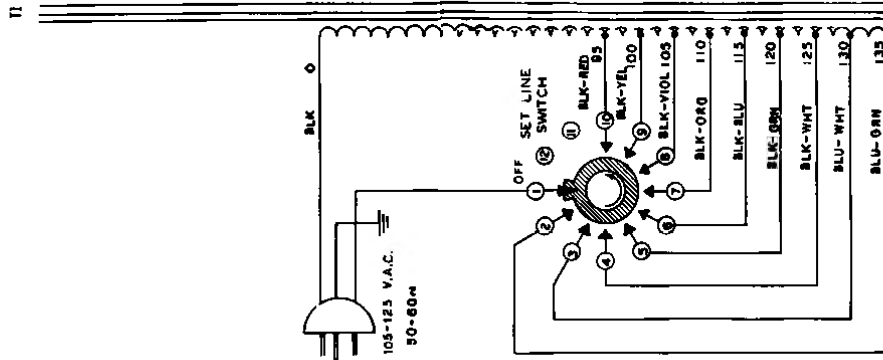 T1
BLK 0
BLK-RED 95
BLK-YEL 100
BLK-VIOL 105
BLK-ORG 110
BLK-BLU 115
BLK-GRN 120
BLK-WHT 125
BLU-WHT 130
BLU-GRN 135
SET LINE
SWITCH
OFF
1
2
3
4
5
6
7
8
9
10
11
12
105-125 V.A.C.
50-60~